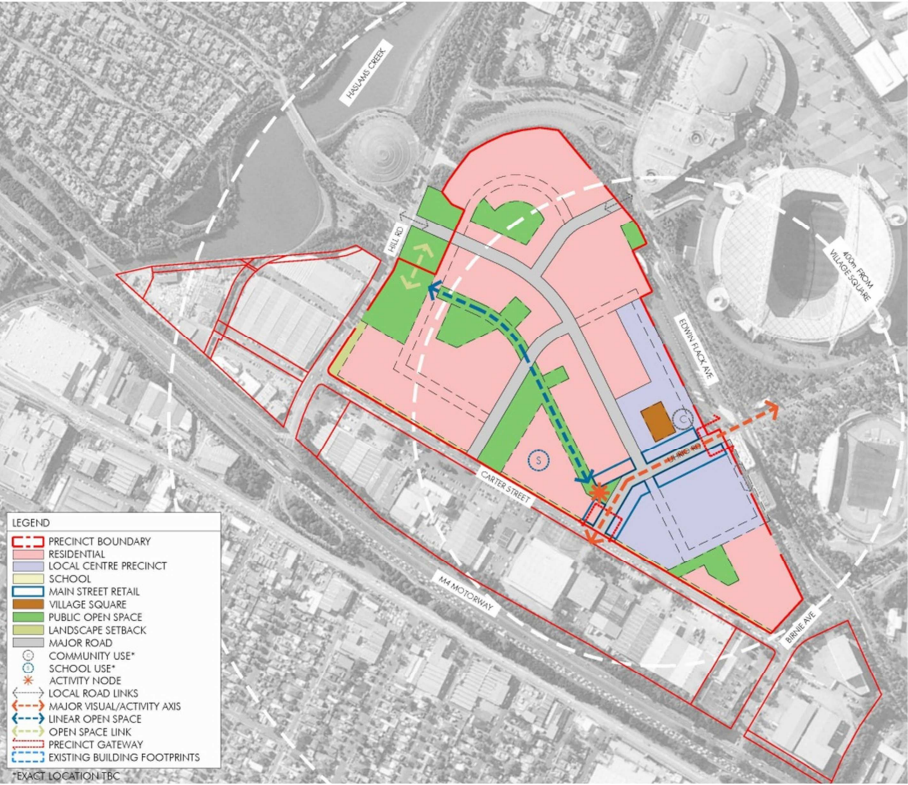 HASLAMS CREEK
HILL RD
400m FROM
VILLAGE SQUARE
EDWIN FLACK AVE
C
S
CARTER STREET
M4 MOTORWAY
BIRNIE AVE
LEGEND
PRECINCT BOUNDARY
RESIDENTIAL
LOCAL CENTRE PRECINCT
SCHOOL
MAIN STREET RETAIL
VILLAGE SQUARE
PUBLIC OPEN SPACE
LANDSCAPE SETBACK
MAJOR ROAD
COMMUNITY USE*
SCHOOL USE*
ACTIVITY NODE
LOCAL ROAD LINKS
MAJOR VISUAL/ACTIVITY AXIS
LINEAR OPEN SPACE
OPEN SPACE LINK
PRECINCT GATEWAY
EXISTING BUILDING FOOTPRINTS
*EXACT LOCATION TBC